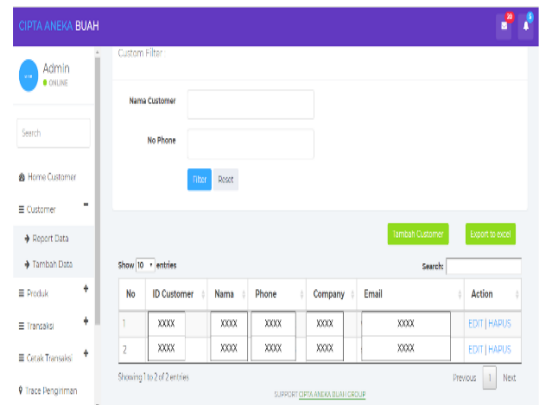 CIPTA ANEKA BUAH
Custom Filter :
Admin
ONLINE
Nama Customer
Search
No Phone
Home Customer
Filter Reset
Customer
Report Data
Tambah Customer Export to excel
Tambah Data
Show 10 entries Search:
Produk
No ID Customer Nama Phone Company Email Action
Transaksi
1 XXXX XXXX XXXX XXXX XXXX EDIT | HAPUS
Cetak Transaksi
2 XXXX XXXX XXXX XXXX XXXX EDIT | HAPUS
Showing 1 to 2 of 2 entries Previous 1 Next
Trace Pengiriman
SUPPORT CIPTA ANEKA BUAH GROUP